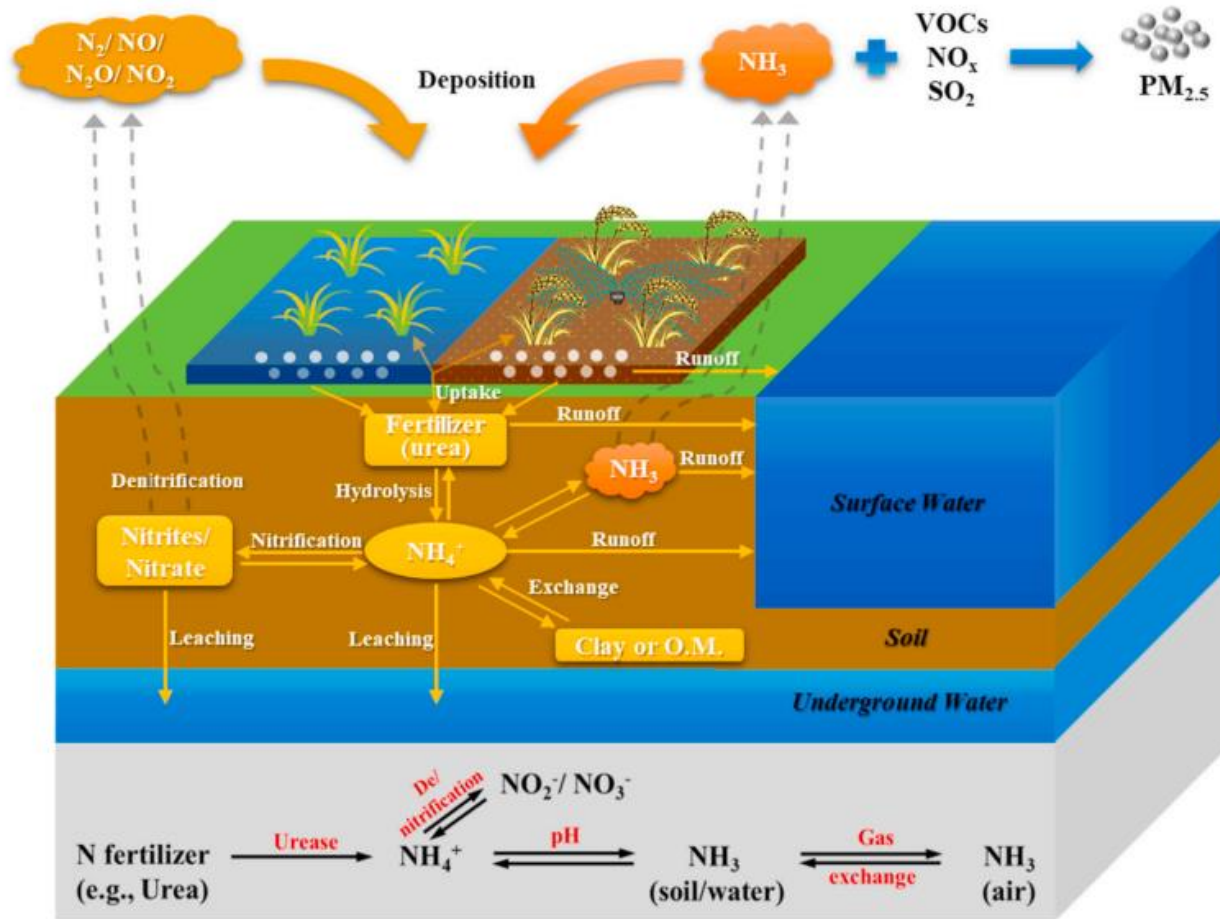 N₂/ NO/
N₂O/ NO₂
Deposition
NH₃
VOCs
NOₓ
SO₂
PM₂.₅
Runoff
Uptake
Fertilizer
(urea)
Runoff
NH₃
Runoff
Denitrification
Hydrolysis
Surface Water
Nitrites/
Nitrate
Nitrification
NH₄⁺
Runoff
Exchange
Leaching
Leaching
Clay or O.M.
Soil
Underground Water
De/
nitrification
NO₂⁻/ NO₃⁻
N fertilizer
(e.g., Urea)
Urease
NH₄⁺
pH
NH₃
(soil/water)
Gas
exchange
NH₃
(air)